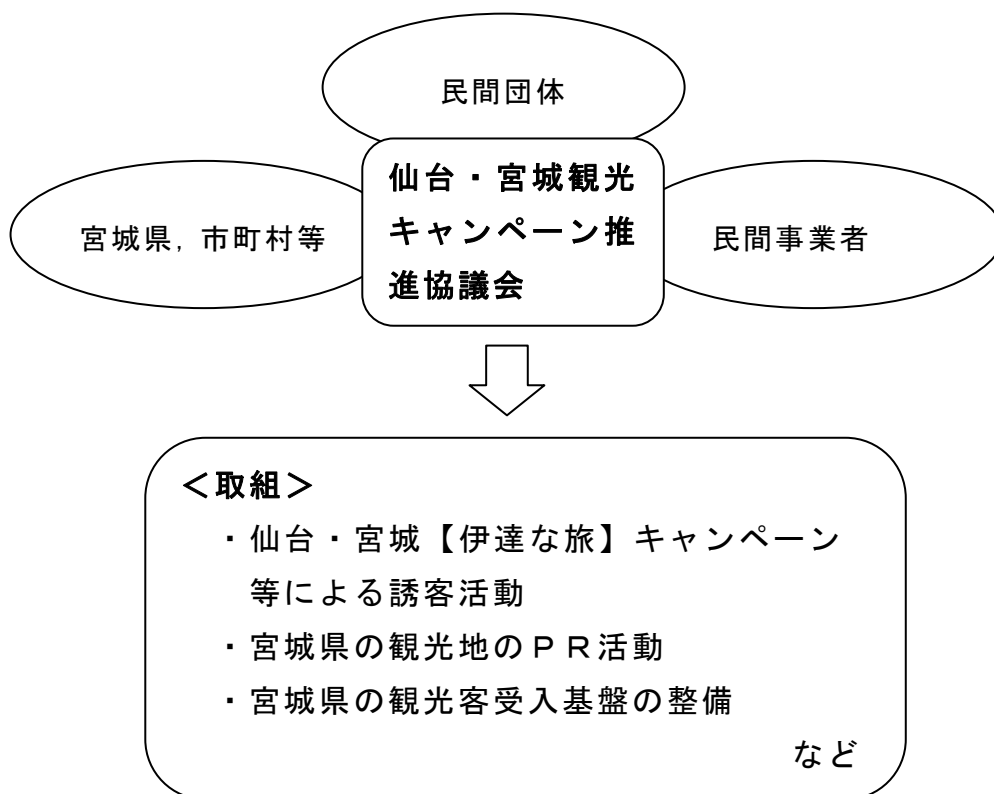 民間団体
宮城県，市町村等
仙台・宮城観光
キャンペーン推
進協議会
民間事業者
＜取組＞
・仙台・宮城【伊達な旅】キャンペーン
等による誘客活動
・宮城県の観光地のＰＲ活動
・宮城県の観光客受入基盤の整備
など